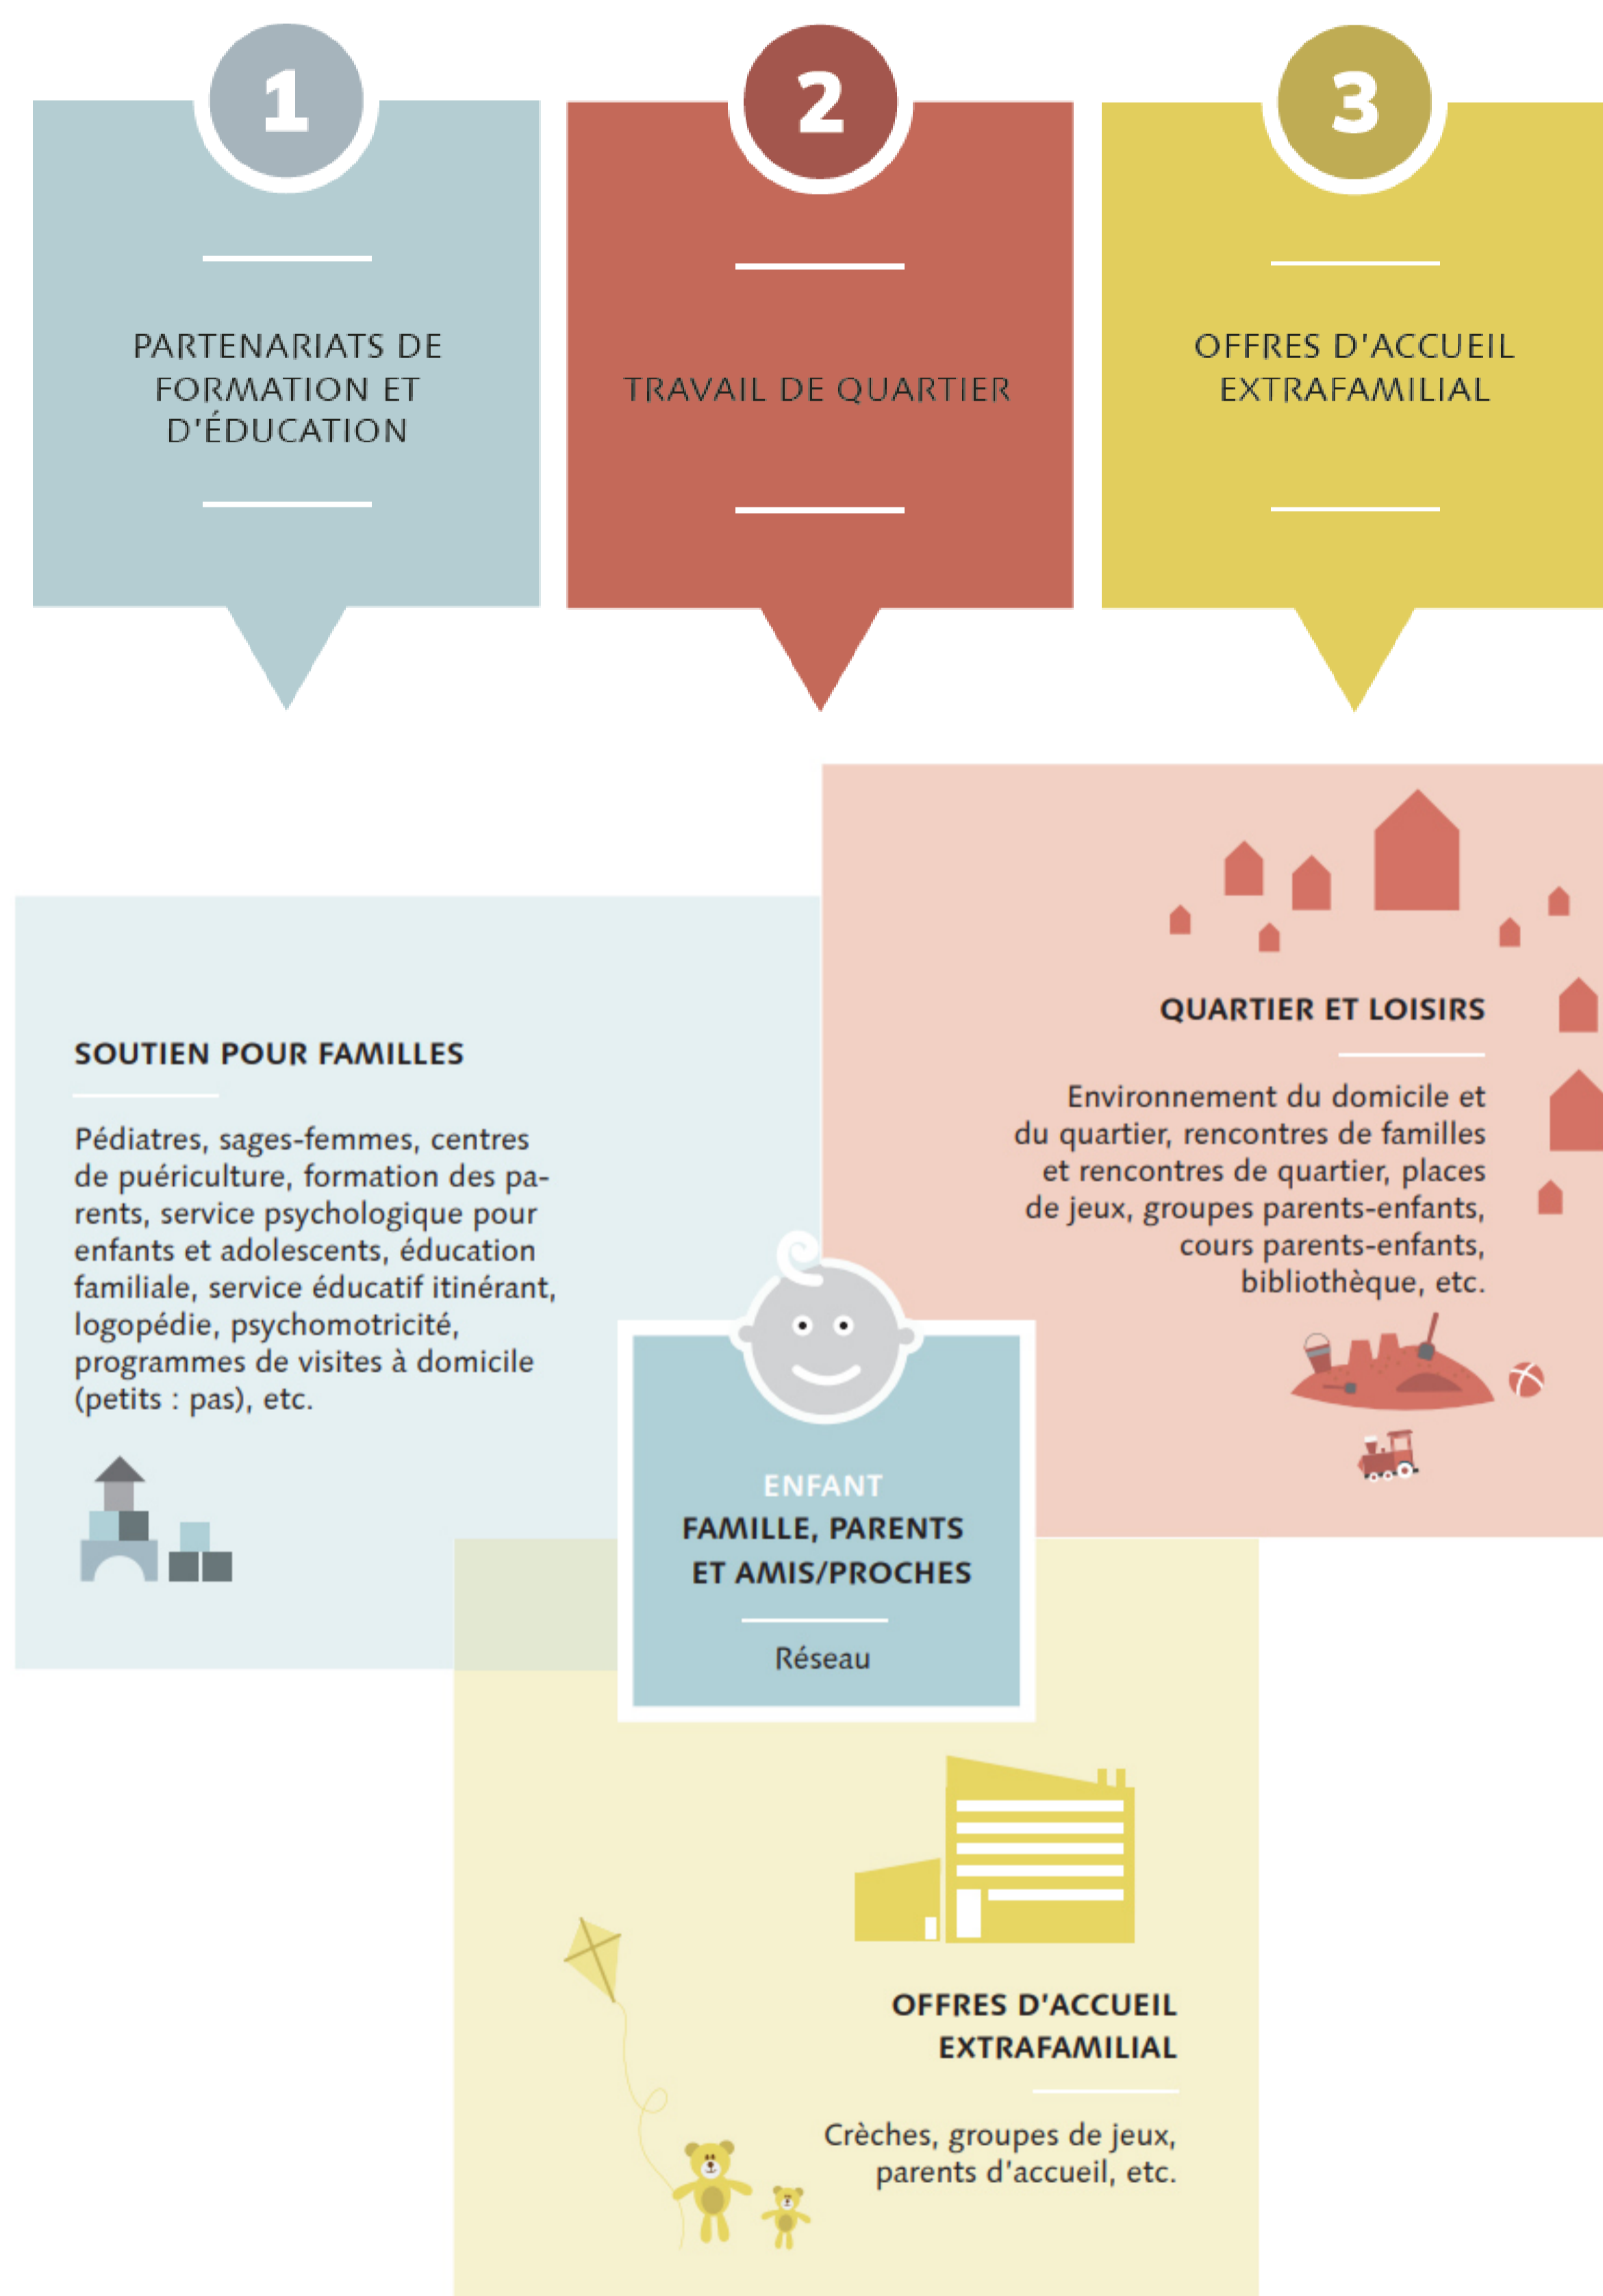 1
PARTENARIATS DE
FORMATION ET
D'ÉDUCATION
2
TRAVAIL DE QUARTIER
3
OFFRES D'ACCUEIL
EXTRAFAMILIAL
SOUTIEN POUR FAMILLES
Pédiatres, sages-femmes, centres
de puériculture, formation des pa-
rents, service psychologique pour
enfants et adolescents, éducation
familiale, service éducatif itinérant,
logopédie, psychomotricité,
programmes de visites à domicile
(petits : pas), etc.
QUARTIER ET LOISIRS
Environnement du domicile et
du quartier, rencontres de familles
et rencontres de quartier, places
de jeux, groupes parents-enfants,
cours parents-enfants,
bibliothèque, etc.
ENFANT
FAMILLE, PARENTS
ET AMIS/PROCHES
Réseau
OFFRES D'ACCUEIL
EXTRAFAMILIAL
Crèches, groupes de jeux,
parents d'accueil, etc.